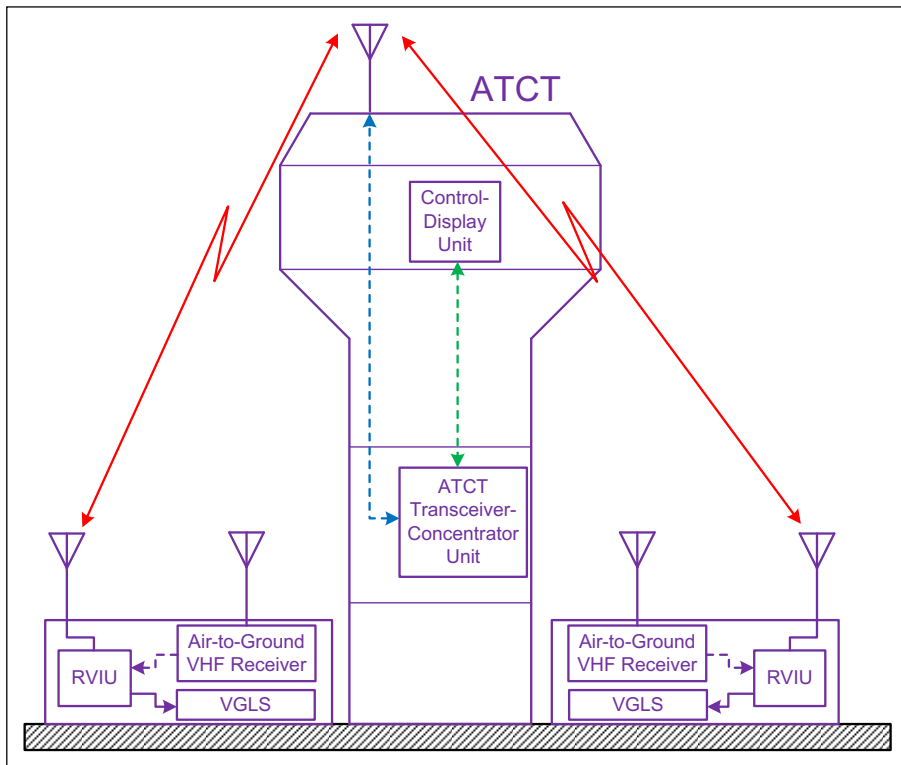 ATCT
Control-
Display
Unit
ATCT
Transceiver-
Concentrator
Unit
Air-to-Ground
VHF Receiver
RVIU
VGLS
Air-to-Ground
VHF Receiver
RVIU
VGLS